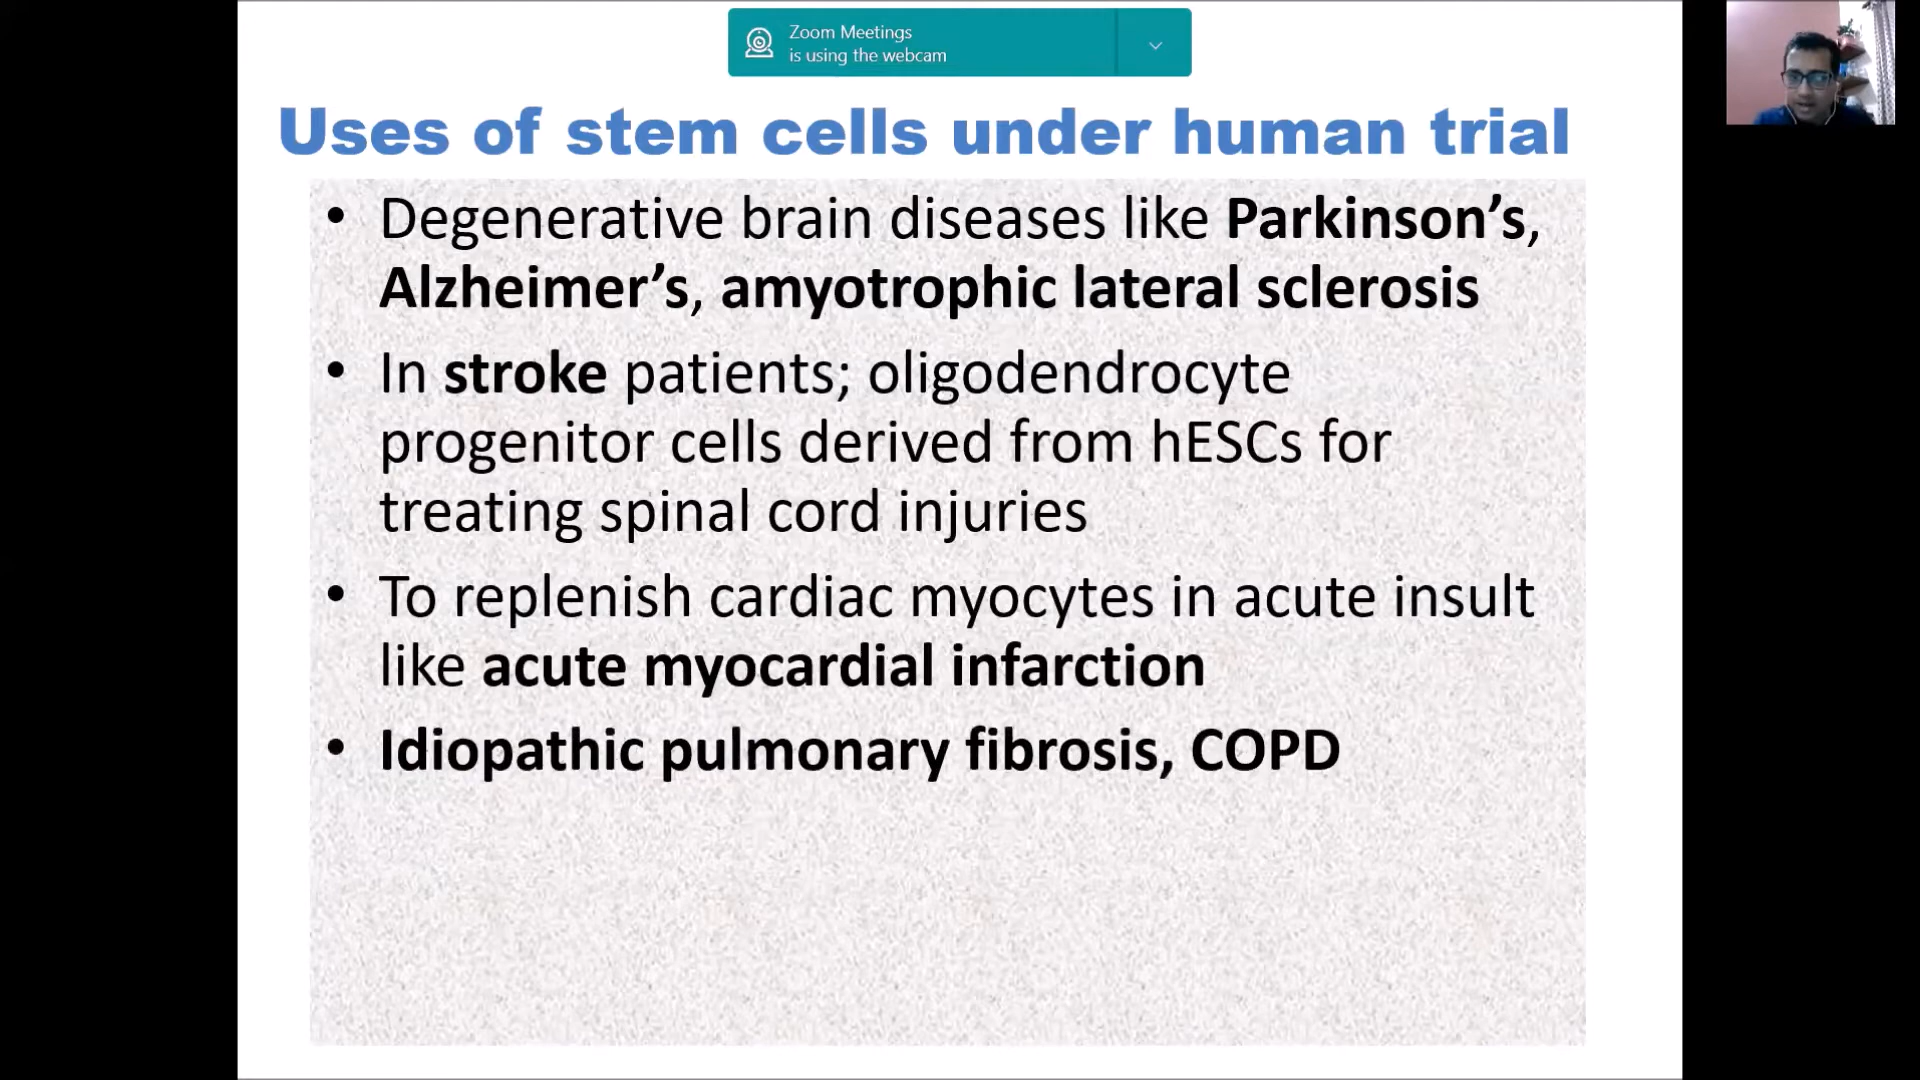 Zoom Meetings
is using the webcam
Uses of stem cells under human trial
• Degenerative brain diseases like Parkinson’s,
Alzheimer’s, amyotrophic lateral sclerosis
• In stroke patients; oligodendrocyte
progenitor cells derived from hESCs for
treating spinal cord injuries
• To replenish cardiac myocytes in acute insult
like acute myocardial infarction
• Idiopathic pulmonary fibrosis, COPD